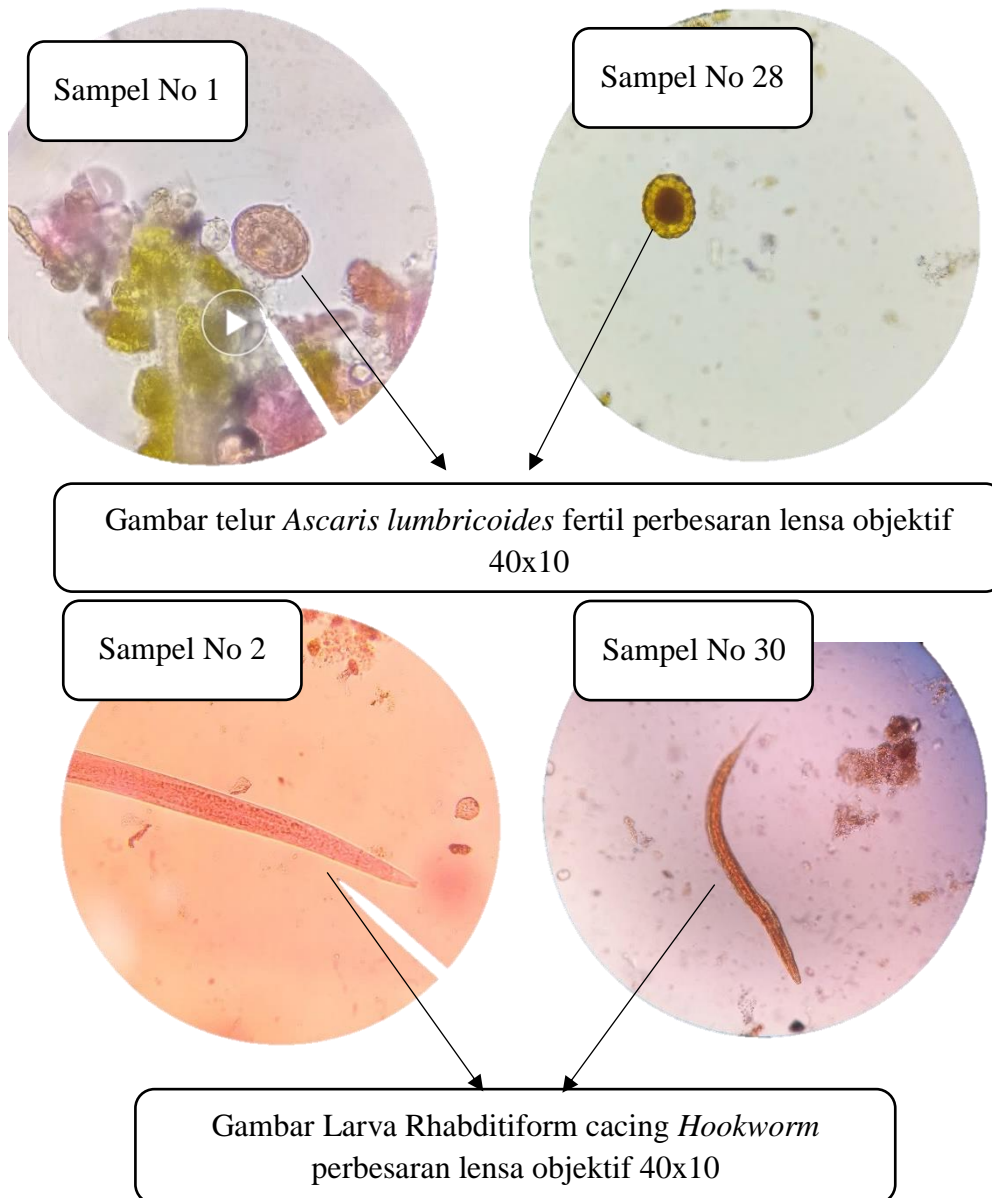 Sampel No 1
Sampel No 28
Gambar telur Ascaris lumbricoides fertil perbesaran lensa objektif
40x10
Sampel No 2
Sampel No 30
Gambar Larva Rhabditiform cacing Hookworm
perbesaran lensa objektif 40x10